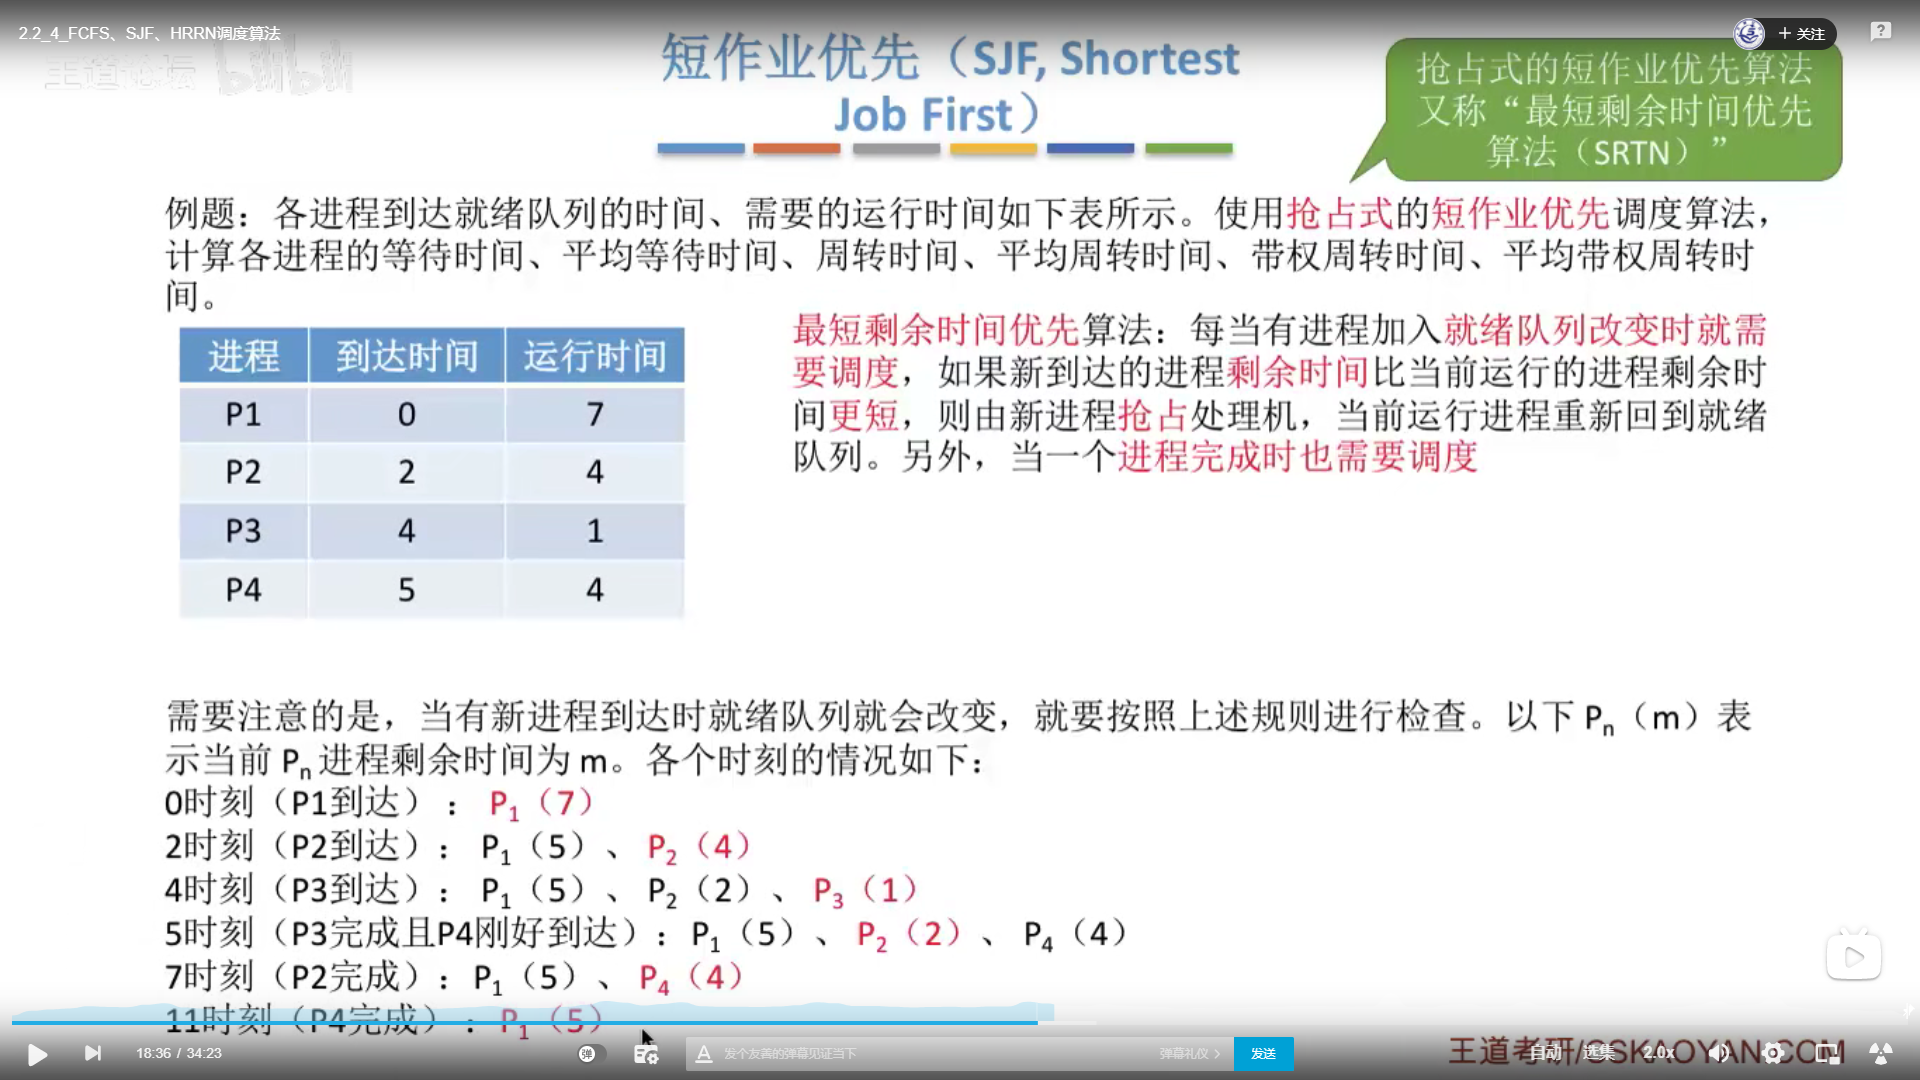 2.2_4_FCFS、SJF、HRRN调度算法
王道论坛 bilibili
+ 关注
短作业优先（SJF, Shortest
Job First）
抢占式的短作业优先算法
又称“最短剩余时间优先
算法（SRTN）”
例题：各进程到达就绪队列的时间、需要的运行时间如下表所示。使用抢占式的短作业优先调度算法，
计算各进程的等待时间、平均等待时间、周转时间、平均周转时间、带权周转时间、平均带权周转时
间。
进程 到达时间 运行时间
P1 0 7
P2 2 4
P3 4 1
P4 5 4
最短剩余时间优先算法：每当有进程加入就绪队列改变时就需
要调度，如果新到达的进程剩余时间比当前运行的进程剩余时
间更短，则由新进程抢占处理机，当前运行进程重新回到就绪
队列。另外，当一个进程完成时也需要调度
需要注意的是，当有新进程到达时就绪队列就会改变，就要按照上述规则进行检查。以下 Pn（m）表
示当前 Pn 进程剩余时间为 m。各个时刻的情况如下：
0时刻（P1到达）： P1（7）
2时刻（P2到达）： P1（5）、 P2（4）
4时刻（P3到达）： P1（5）、 P2（2）、 P3（1）
5时刻（P3完成且P4刚好到达）：P1（5）、 P2（2）、 P4（4）
7时刻（P2完成）：P1（5）、 P4（4）
11时刻（P4完成）： P1（5）
18:36 / 34:23
弹
发个友善的弹幕见证当下
弹幕礼仪
发送
自动
选集
2.0x
王道考研/CSKAOYAN.COM